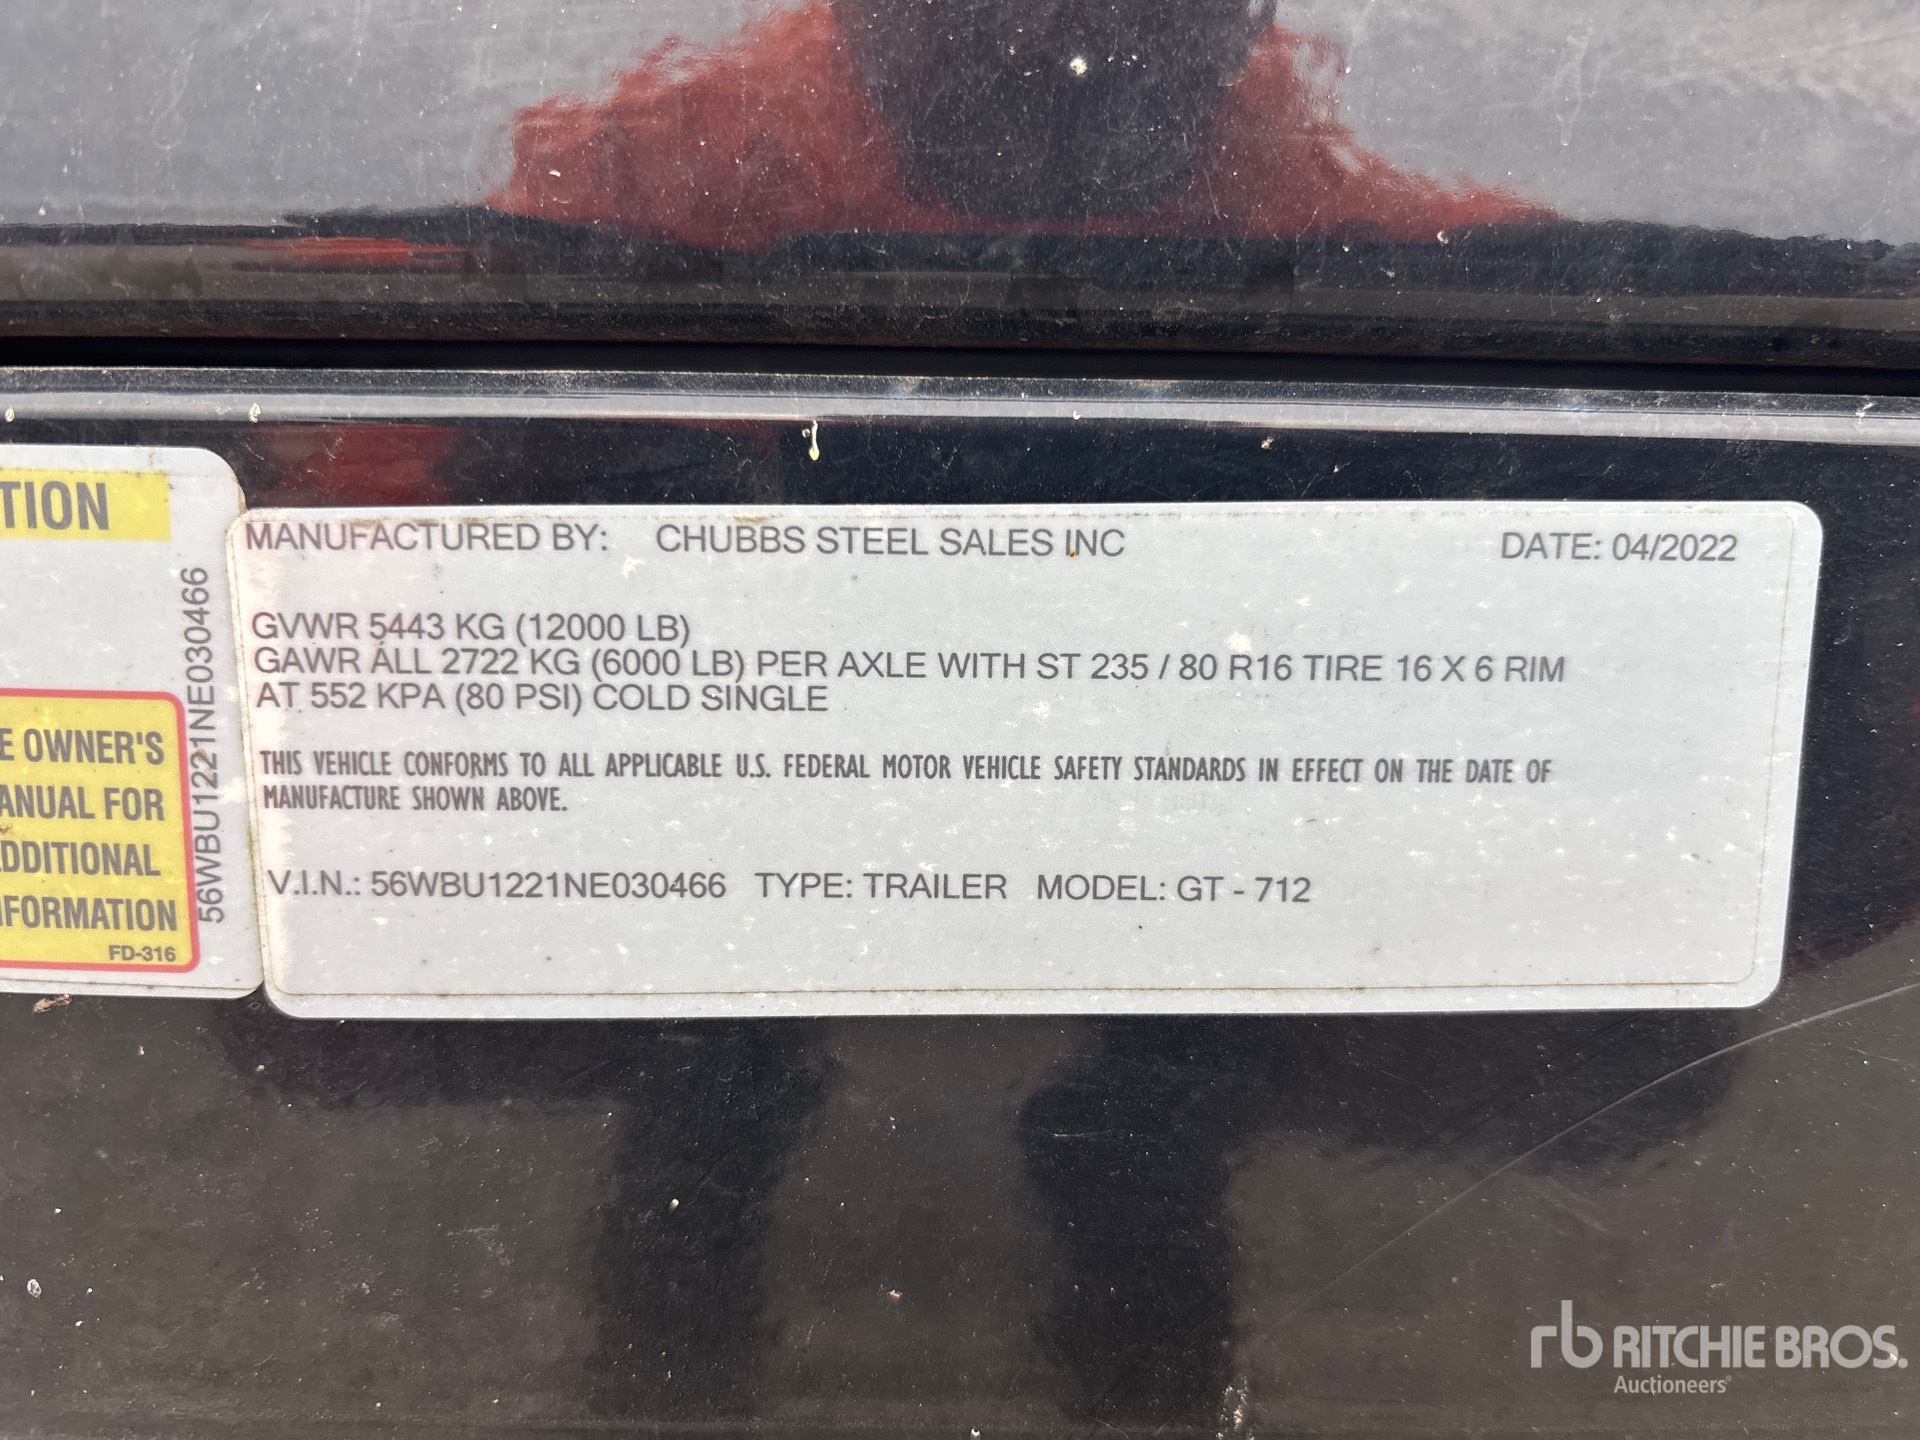 TION
E OWNER'S
ANUAL FOR
DDITIONAL
FORMATION
FD-316
56WBU1221NE030466
MANUFACTURED BY: CHUBBS STEEL SALES INC DATE: 04/2022
GVWR 5443 KG (12000 LB)
GAWR ALL 2722 KG (6000 LB) PER AXLE WITH ST 235 / 80 R16 TIRE 16 X 6 RIM
AT 552 KPA (80 PSI) COLD SINGLE
THIS VEHICLE CONFORMS TO ALL APPLICABLE U.S. FEDERAL MOTOR VEHICLE SAFETY STANDARDS IN EFFECT ON THE DATE OF
MANUFACTURE SHOWN ABOVE.
V.I.N.: 56WBU1221NE030466 TYPE: TRAILER MODEL: GT - 712
rb RITCHIE BROS.
Auctioneers